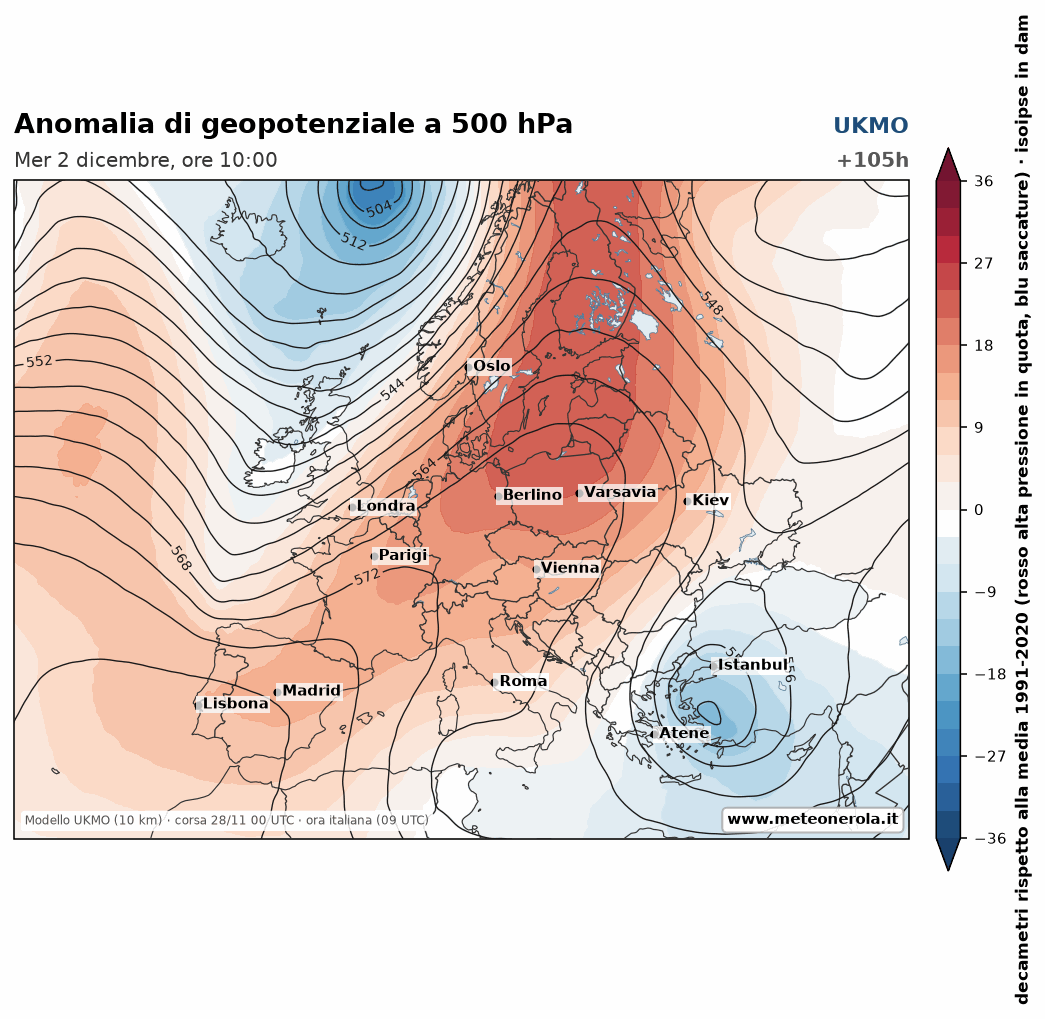 Anomalia di geopotenziale a 500 hPa
UKMO
Mer 2 dicembre, ore 10:00
+105h
504
512
552
548
544
Oslo
564
Berlino
Varsavia
Kiev
Londra
568
Parigi
572
Vienna
Istanbul
556
Roma
Madrid
Lisbona
Atene
Modello UKMO (10 km) · corsa 28/11 00 UTC · ora italiana (09 UTC)
www.meteonerola.it
36
27
18
9
0
−9
−18
−27
−36
decametri rispetto alla media 1991-2020 (rosso alta pressione in quota, blu saccature) · isoipse in dam